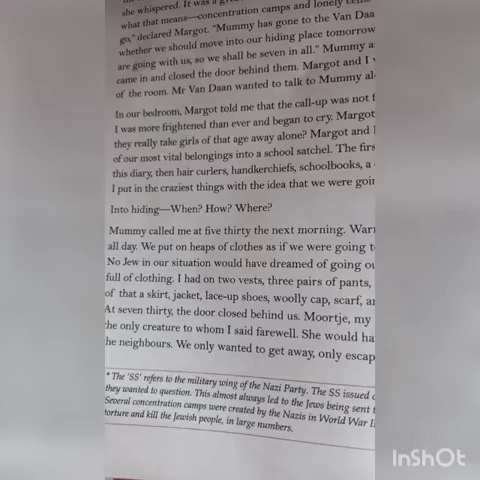 she whispered. It was a
what that means—concentration camps and lonely
go," declared Margot. "Mummy has gone to the Van Daa
whether we should move into our hiding place tomorrow
are going with us, so we shall be seven in all." Mummy a
came in and closed the door behind them. Margot and I
of the room. Mr Van Daan wanted to talk to Mummy al
In our bedroom, Margot told me that the call-up was not f
I was more frightened than ever and began to cry. Margot
they really take girls of that age away alone? Margot and I
of our most vital belongings into a school satchel. The firs
this diary, then hair curlers, handkerchiefs, schoolbooks, a
I put in the craziest things with the idea that we were goin
Into hiding—When? How? Where?
Mummy called me at five thirty the next morning. War
all day. We put on heaps of clothes as if we were going t
No Jew in our situation would have dreamed of going ou
full of clothing. I had on two vests, three pairs of pants,
of that a skirt, jacket, lace-up shoes, woolly cap, scarf, a
At seven thirty, the door closed behind us. Moortje, my
he only creature to whom I said farewell. She would ha
he neighbours. We only wanted to get away, only escap
* The 'SS' refers to the military wing of the Nazi Party. The SS issued
they wanted to question. This almost always led to the Jews being sent t
Several concentration camps were created by the Nazis in World War I
torture and kill the Jewish people, in large numbers.
InShOt